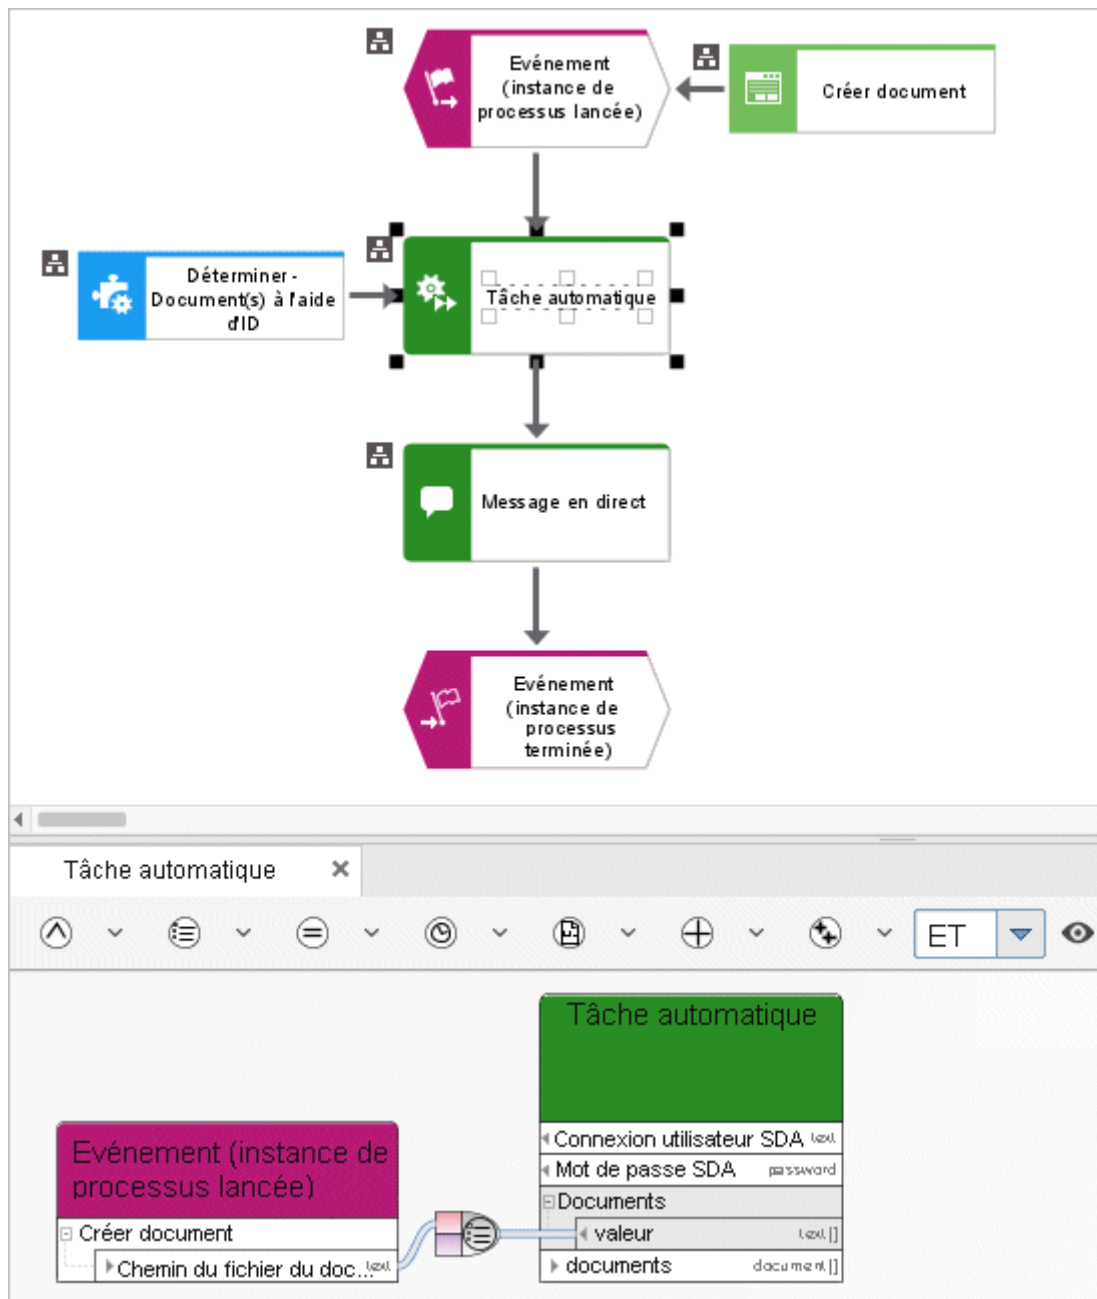 Evénement
(instance de
processus lancée)
Créer document
Déterminer -
Document(s) à l'aide
d'ID
Tâche automatique
Message en direct
Evénement
(instance de
processus
terminée)
Tâche automatique
ET
Tâche automatique
Connexion utilisateur SDA text
Mot de passe SDA password
Documents
valeur text[]
documents document[]
Evénement (instance de
processus lancée)
Créer document
Chemin du fichier du doc... text